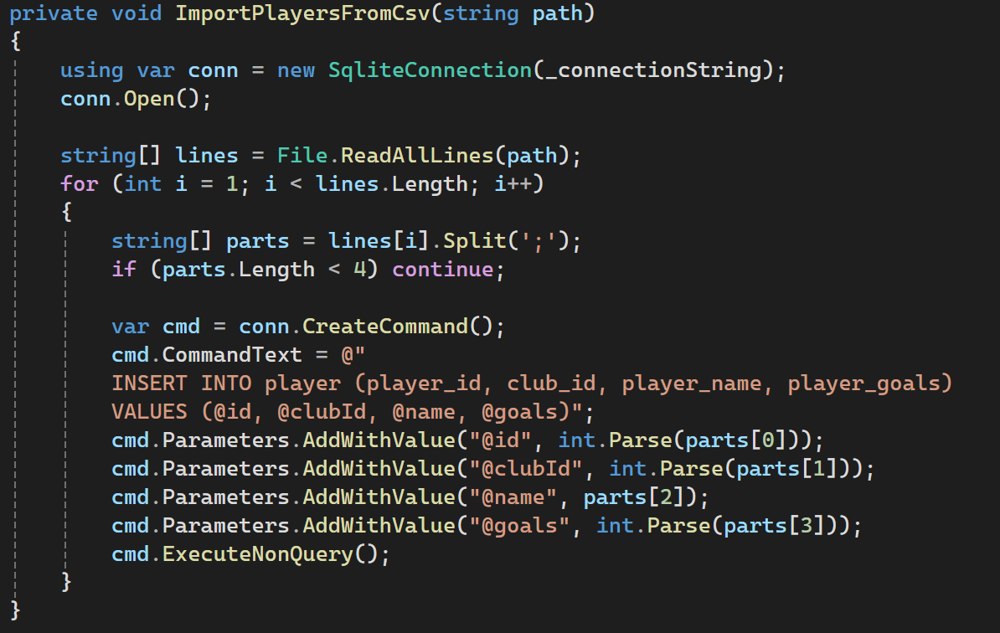 private void ImportPlayersFromCsv(string path)
{
using var conn = new SqliteConnection(_connectionString);
conn.Open();
string[] lines = File.ReadAllLines(path);
for (int i = 1; i < lines.Length; i++)
{
string[] parts = lines[i].Split(';');
if (parts.Length < 4) continue;
var cmd = conn.CreateCommand();
cmd.CommandText = @"
INSERT INTO player (player_id, club_id, player_name, player_goals)
VALUES (@id, @clubId, @name, @goals)";
cmd.Parameters.AddWithValue("@id", int.Parse(parts[0]));
cmd.Parameters.AddWithValue("@clubId", int.Parse(parts[1]));
cmd.Parameters.AddWithValue("@name", parts[2]);
cmd.Parameters.AddWithValue("@goals", int.Parse(parts[3]));
cmd.ExecuteNonQuery();
}
}